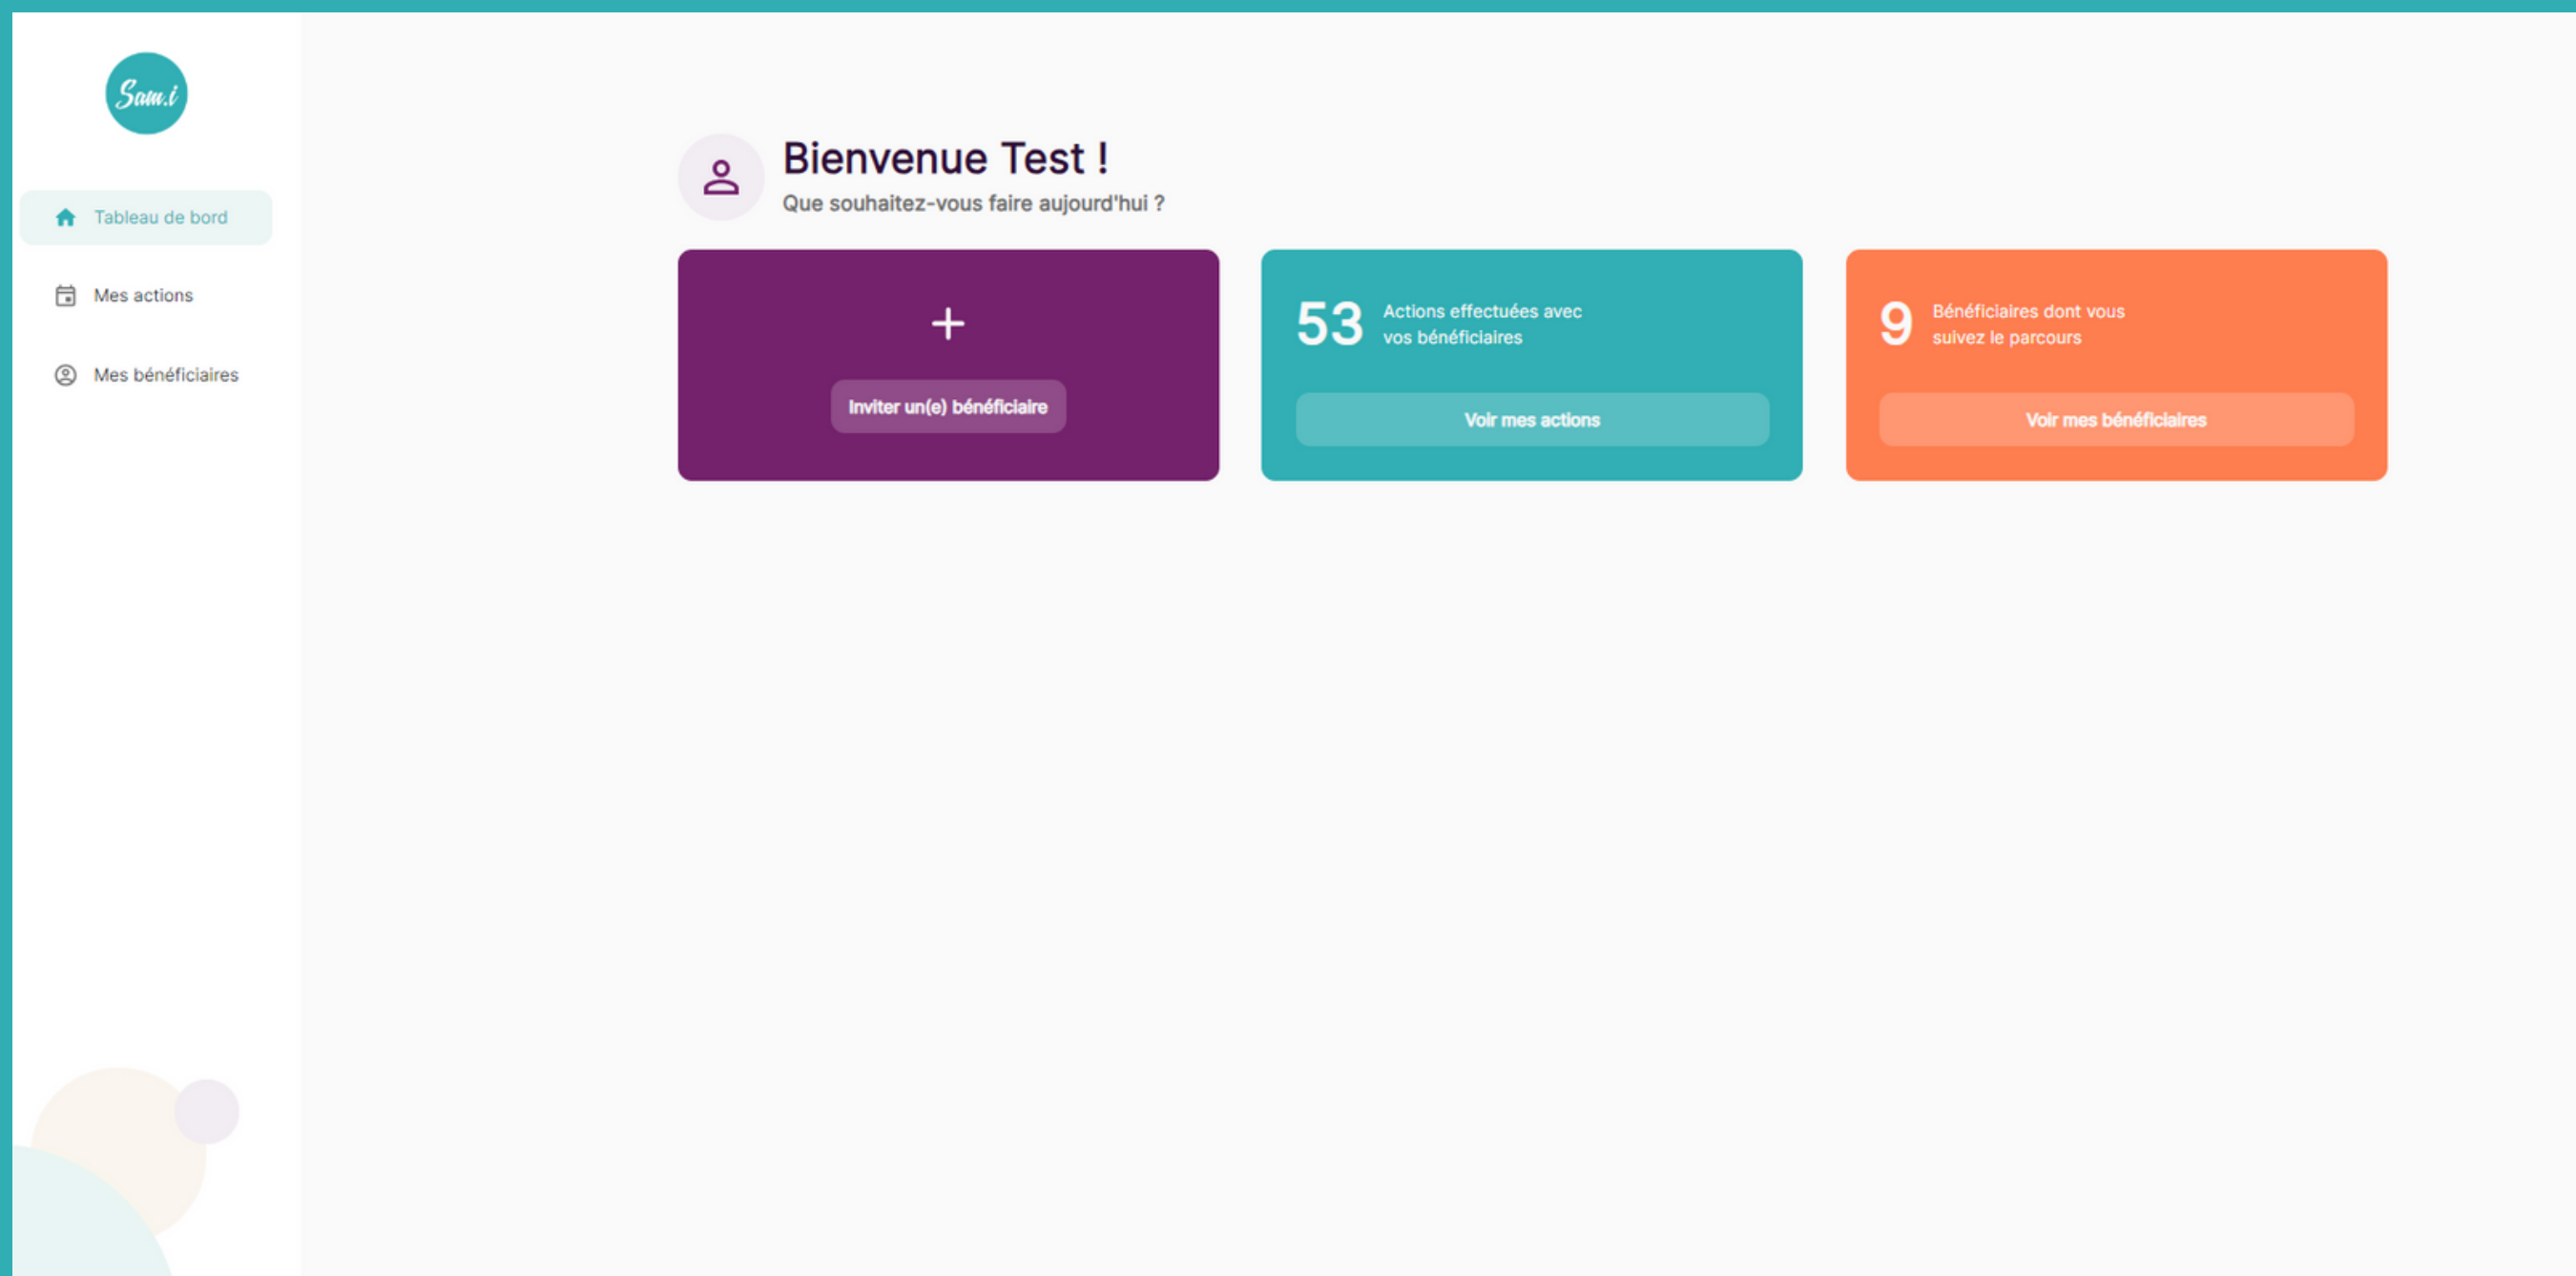 Sam.i
Tableau de bord
Mes actions
Mes bénéficiaires
Bienvenue Test !
Que souhaitez-vous faire aujourd'hui ?
Inviter un(e) bénéficiaire
53
Actions effectuées avec
vos bénéficiaires
Voir mes actions
9
Bénéficiaires dont vous
suivez le parcours
Voir mes bénéficiaires